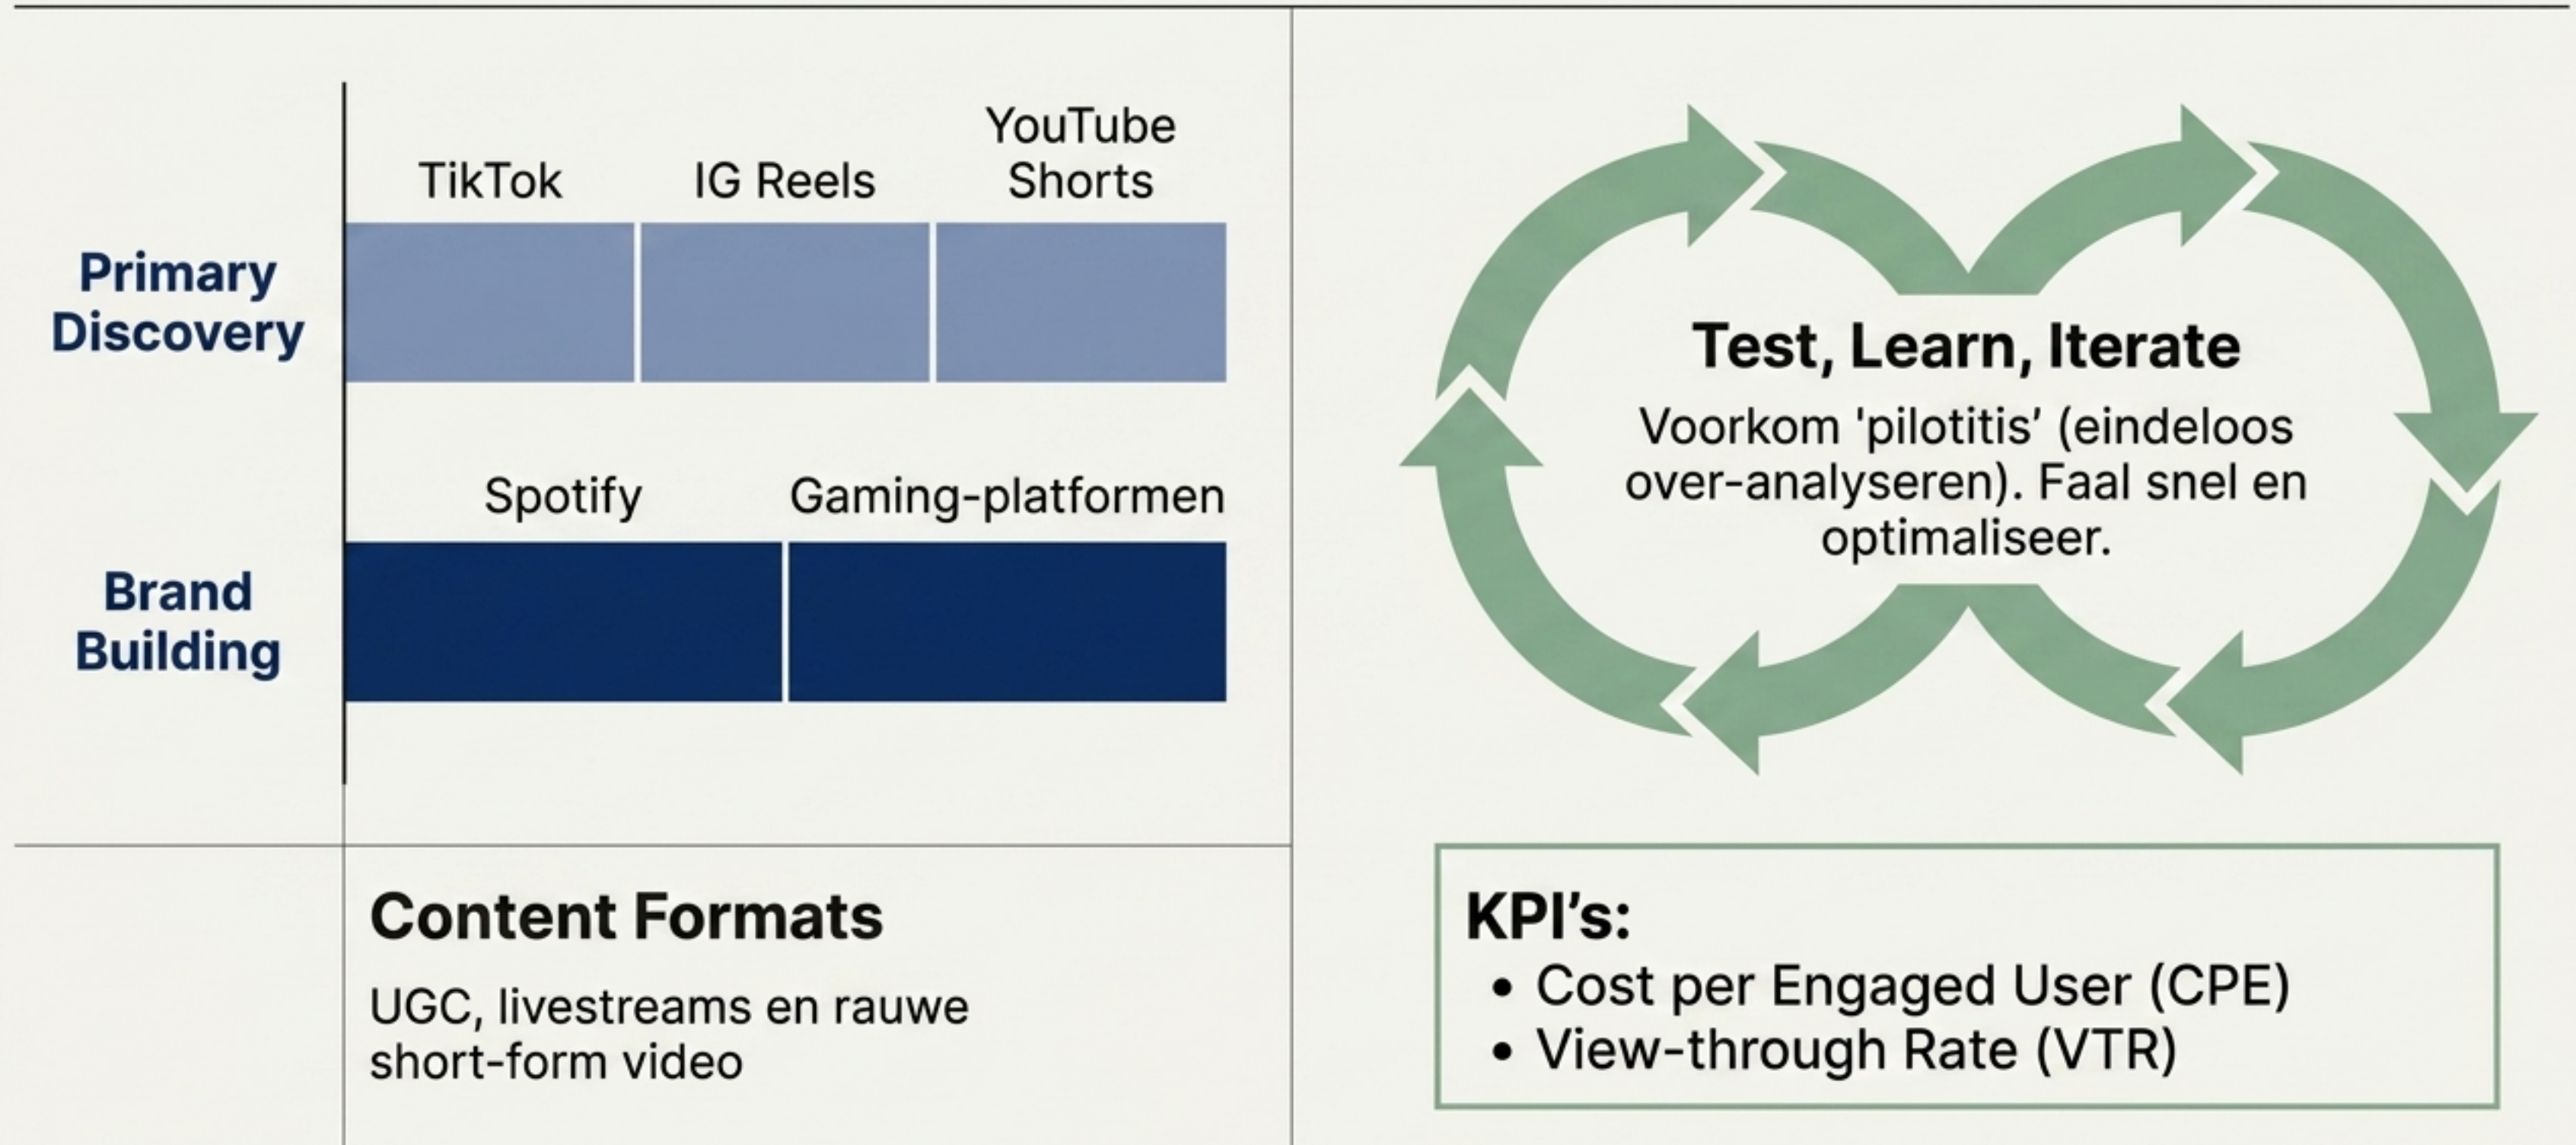 TikTok
IG Reels
YouTube
Shorts
Primary
Discovery
Spotify
Gaming-platformen
Brand
Building
Content Formats
UGC, livestreams en rauwe
short-form video
Test, Learn, Iterate
Voorkom 'pilotitis’ (eindeloos
over-analyseren). Faal snel en
optimaliseer.
KPI’s:
• Cost per Engaged User (CPE)
• View-through Rate (VTR)